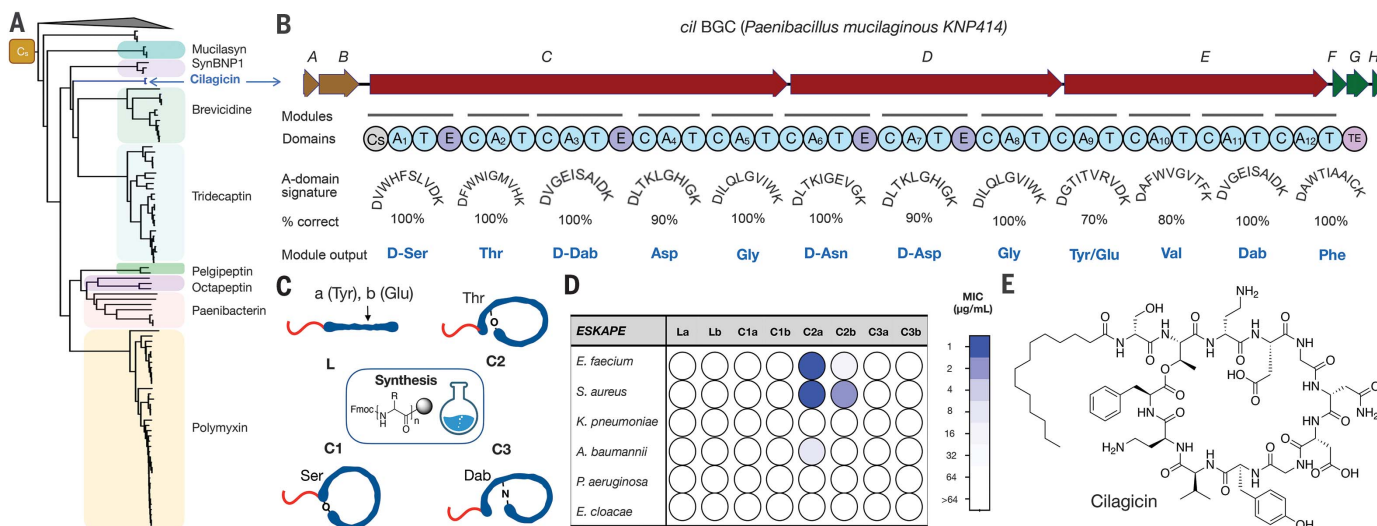 A
Cs
Mucilasyn
SynBNP1
Cilagicin
Brevicidine
Tridecaptin
Pelgipeptin
Octapeptin
Paenibacterin
Polymyxin
B
cil BGC (Paenibacillus mucilaginous KNP414)
A B C D E F G H
Modules
Domains
Cs A1 T E C A2 T C A3 T E C A4 T C A5 T C A6 T E C A7 T E C A8 T C A9 T C A10 T C A11 T C A12 T TE
A-domain
signature
DVWHFSLVDK DFWNIGMVHK DVGEISAIDK DLTKLGHIGK DILQLGVIWK DLTKIGEVGK DLTKLGHIGK DILQLGVIWK DGTITVRVDK DAFWVGVTFK DVGEISAIDK DAWTIAAICK
% correct
100% 100% 100% 90% 100% 100% 90% 100% 70% 80% 100% 100%
Module output
D-Ser Thr D-Dab Asp Gly D-Asn D-Asp Gly Tyr/Glu Val Dab Phe
C
a (Tyr), b (Glu)
L
Thr
O
C2
Synthesis
Fmoc N H R O n
C1
Ser
O
C3
Dab
N
D
ESKAPE La Lb C1a C1b C2a C2b C3a C3b
E. faecium
S. aureus
K. pneumoniae
A. baumannii
P. aeruginosa
E. cloacae
MIC
(µg/mL)
1
2
4
8
16
32
64
>64
E
NH2
OH
O
HO
H2N
NH2
OH
OH
Cilagicin